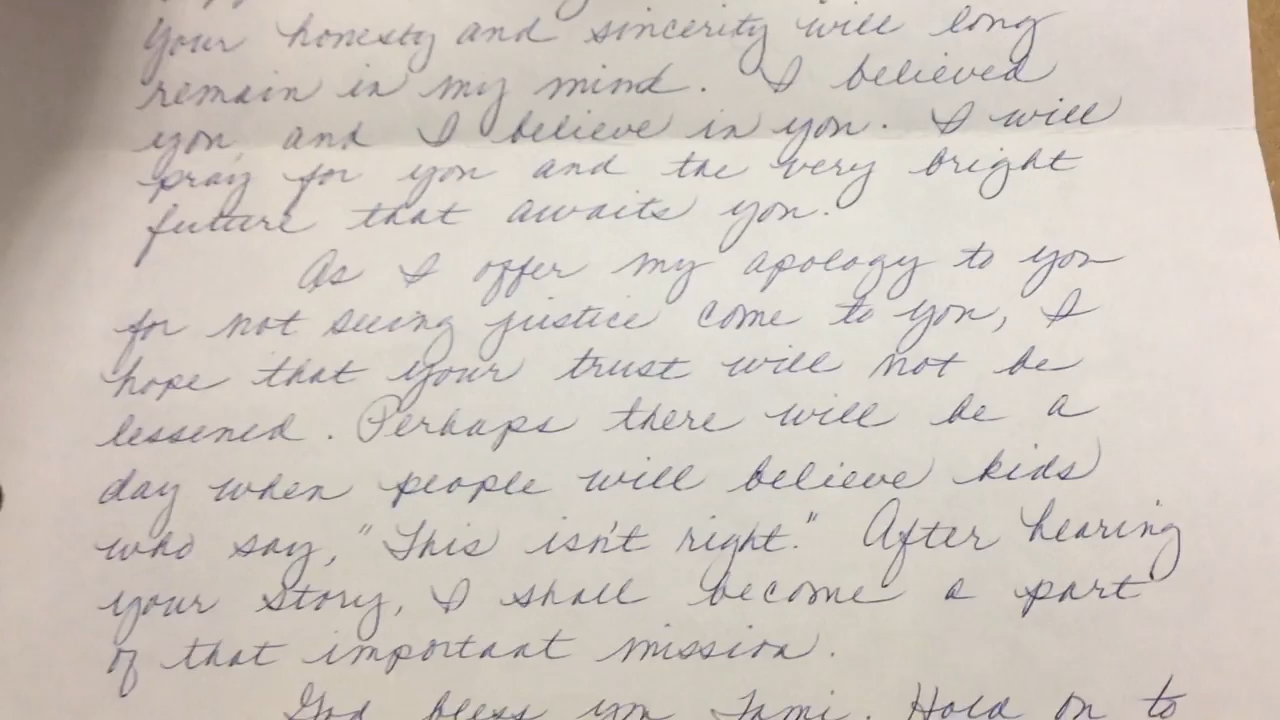 Your honesty and sincerity will long
remain in my mind. I believed
you, and I believe in you. I will
pray for you and the very bright
future that awaits you.
As I offer my apology to you
for not seeing justice come to you, I
hope that your trust will not be
lessened. Perhaps there will be a
day when people will believe kids
who say, "This isn't right." After hearing
your story, I shall become a part
of that important mission.
God bless you Tami. Hold on to